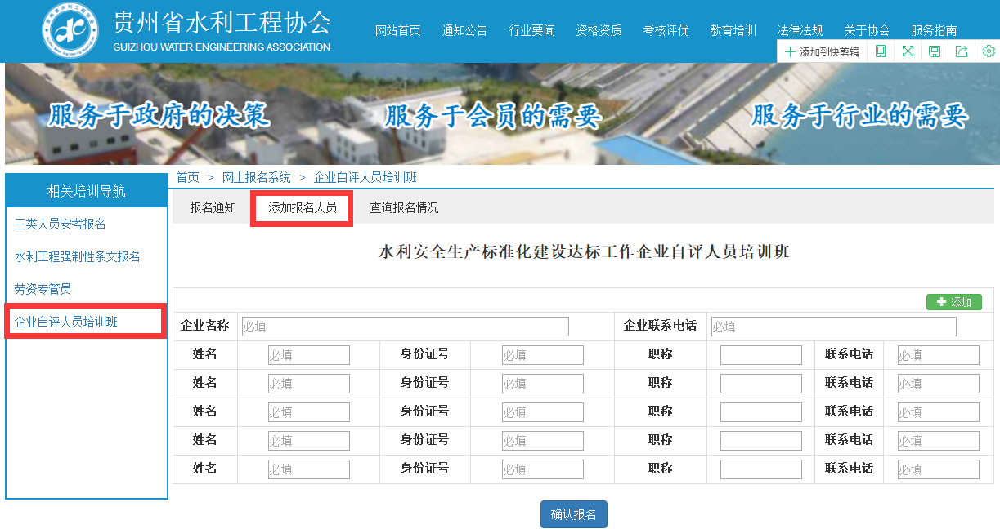 贵州省水利工程协会
GUIZHOU WATER ENGINEERING ASSOCIATION
网站首页 通知公告 行业要闻 资格资质 考核评优 教育培训 法律法规 关于协会 服务指南
添加到快剪辑
服务于政府的决策 服务于会员的需要 服务于行业的需要
首页 > 网上报名系统 > 企业自评人员培训班
相关培训导航
三类人员安考报名
水利工程强制性条文报名
劳资专管员
企业自评人员培训班
报名通知 添加报名人员 查询报名情况
水利安全生产标准化建设达标工作企业自评人员培训班
添加
企业名称 必填 企业联系电话 必填
姓名 必填 身份证号 必填 职称 联系电话 必填
姓名 必填 身份证号 必填 职称 联系电话 必填
姓名 必填 身份证号 必填 职称 联系电话 必填
姓名 必填 身份证号 必填 职称 联系电话 必填
姓名 必填 身份证号 必填 职称 联系电话 必填
确认报名